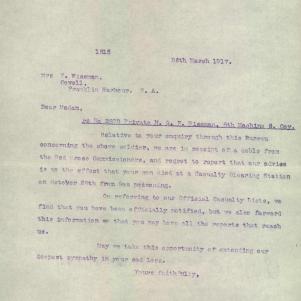 1815
26th March 1917.
Mrs E. Wiseman,
Cowell,
Franklin Harbour, S. A.
Dear Madam,
re No Private H. G. E. Wiseman, 6th Machine G. Coy.
Relative to your enquiry through this Bureau
concerning the above soldier, we are in receipt of a cable from
the Red Cross Commissioners, and regret to report that our advice
is to the effect that your son died at a Casualty Clearing Station
on October 29th from Gas poisoning.
On referring to our Official Casualty Lists, we
find that you have been officially notified, but we also forward
this information so that you may have all the reports that reach
us.
May we take this opportunity of extending our
deepest sympathy in your sad loss.
Yours faithfully,